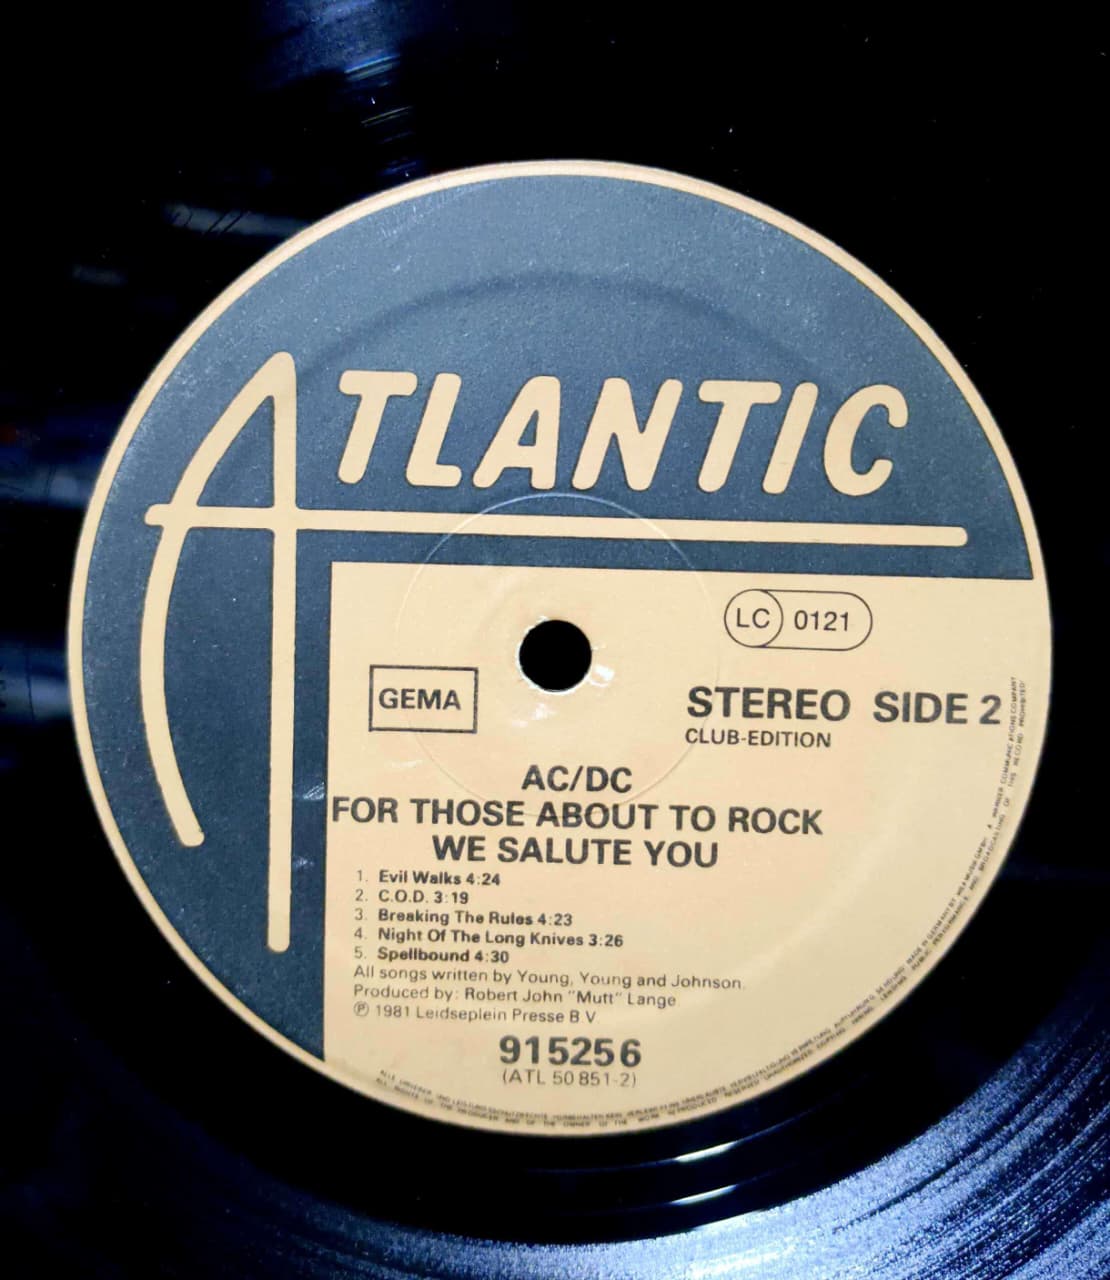 ATLANTIC
LC 0121
GEMA
STEREO SIDE 2
CLUB-EDITION
AC/DC
FOR THOSE ABOUT TO ROCK
WE SALUTE YOU
1. Evil Walks 4:24
2. C.O.D. 3:19
3. Breaking The Rules 4:23
4. Night Of The Long Knives 3:26
5. Spellbound 4:30
All songs written by Young, Young and Johnson
Produced by: Robert John "Mutt" Lange
℗ 1981 Leidseplein Presse B.V.
915256
(ATL 50 851-2)